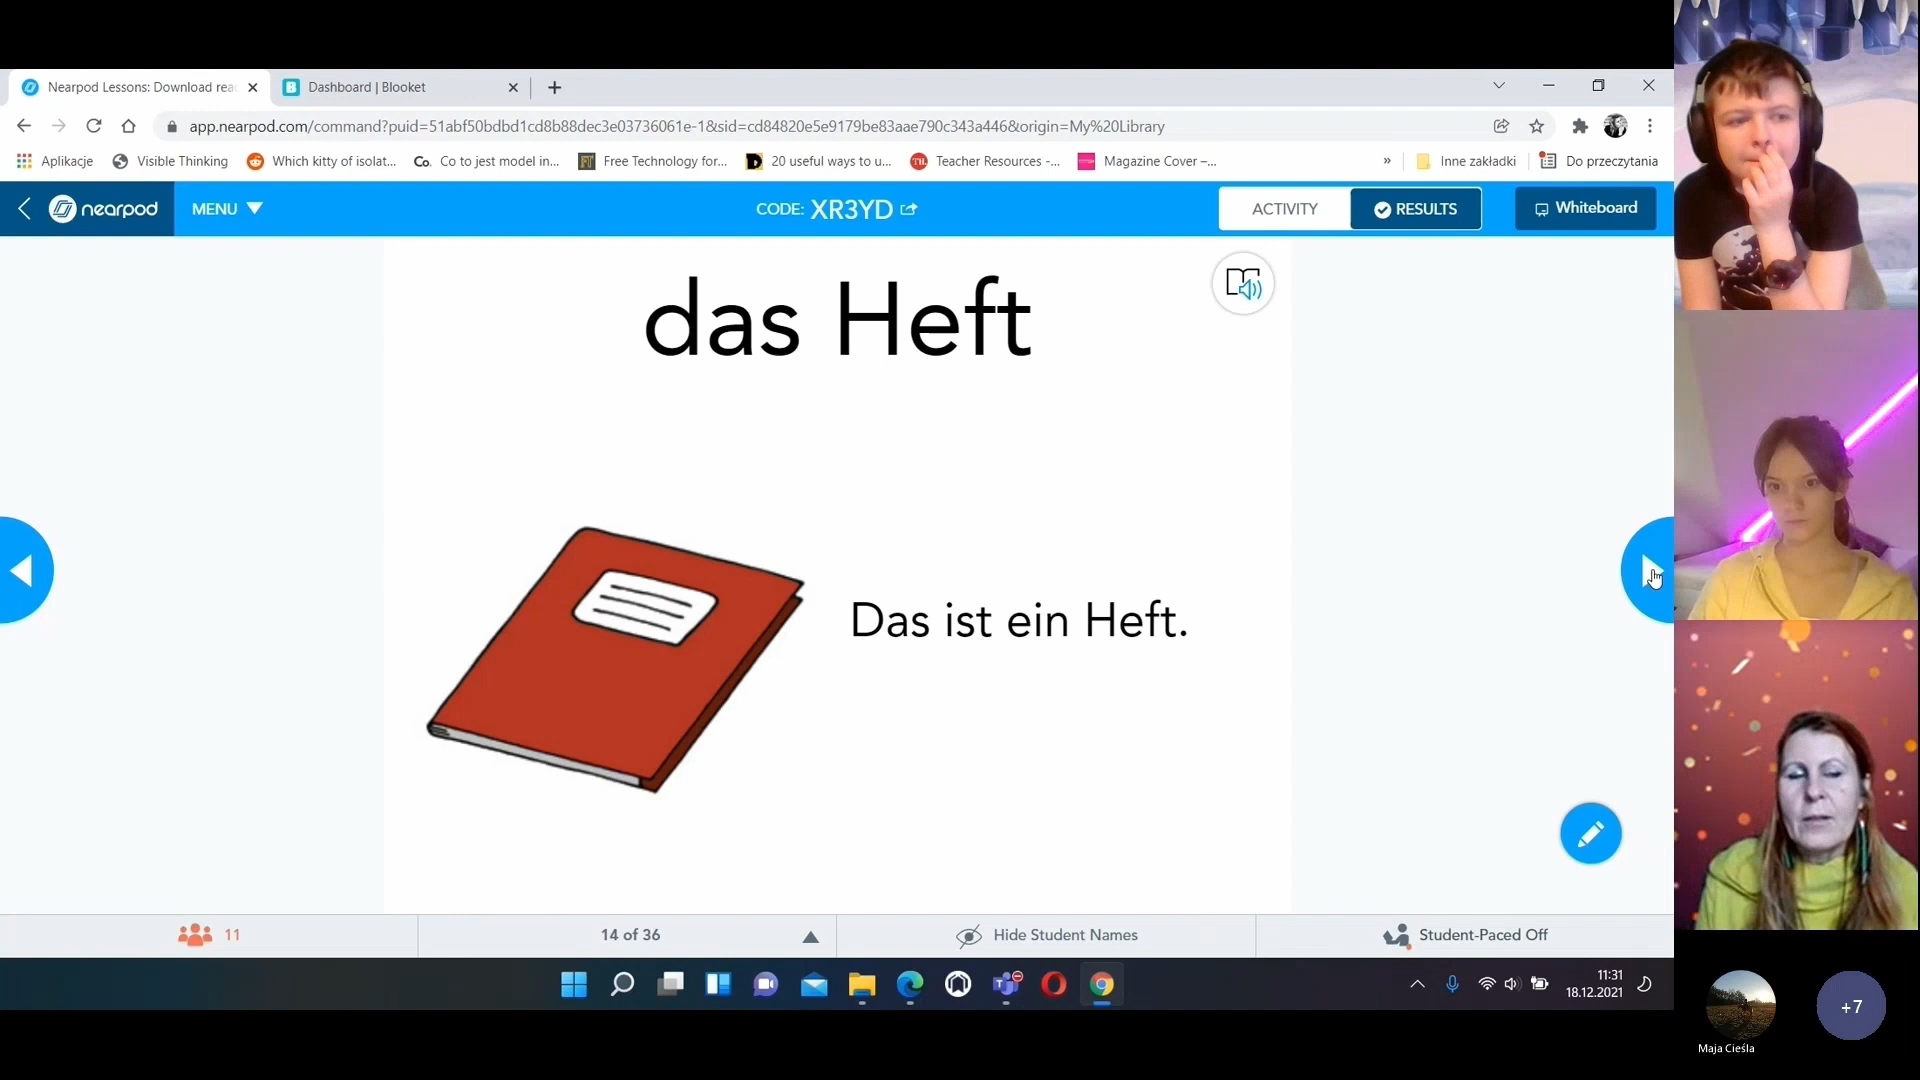 Nearpod Lessons: Download rea
Dashboard | Blooket
app.nearpod.com/command?puid=51abf50bdbd1cd8b88dec3e03736061e-1&sid=cd84820e5e9179be83aae790c343a446&origin=My%20Library
Aplikacje
Visible Thinking
Which kitty of isolat...
Co.
Co to jest model in...
FT
Free Technology for...
D
20 useful ways to u...
TH.
Teacher Resources -...
Magazine Cover –...
»
Inne zakładki
Do przeczytania
nearpod
MENU
CODE: XR3YD
ACTIVITY
RESULTS
Whiteboard
das Heft
Das ist ein Heft.
11
14 of 36
Hide Student Names
Student-Paced Off
11:31
18.12.2021
+7
Maja Cieśla